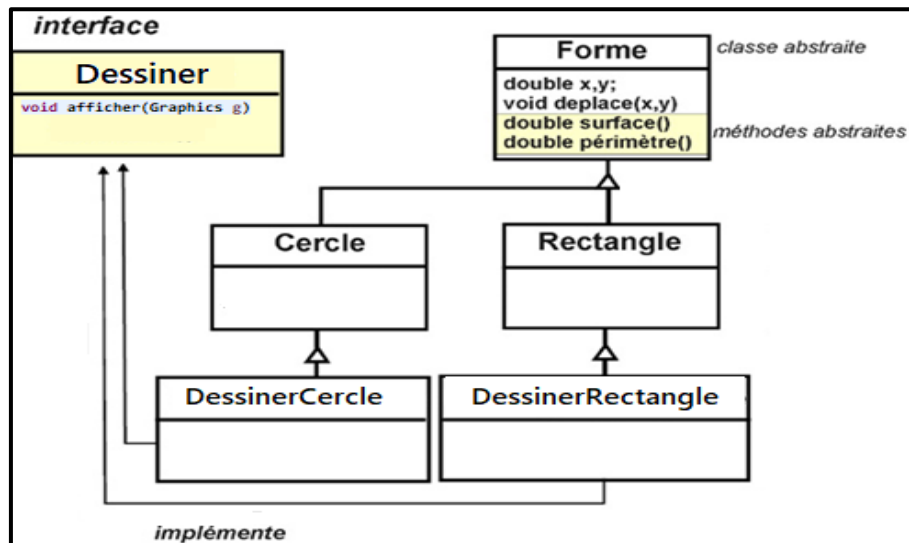 interface
Dessiner
void afficher(Graphics g)
Forme
classe abstraite
double x,y;
void deplace(x,y)
double surface()
double périmètre()
méthodes abstraites
Cercle
Rectangle
DessinerCercle
DessinerRectangle
implémente